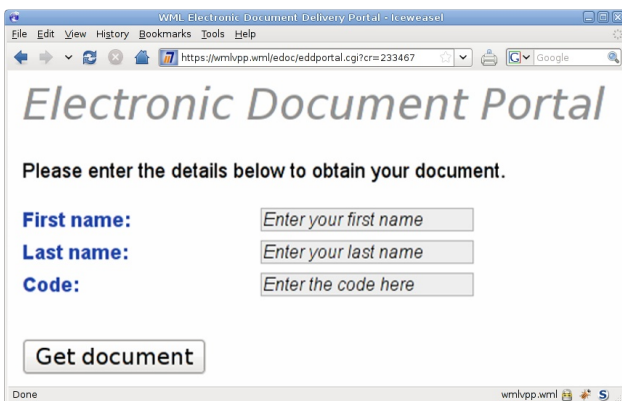 WML Electronic Document Delivery Portal - Iceweasel
File Edit View History Bookmarks Tools Help
7 https://wmlvpp.wml/edoc/eddportal.cgi?cr=233467 G Google
Electronic Document Portal
Please enter the details below to obtain your document.
First name: Enter your first name
Last name: Enter your last name
Code: Enter the code here
Get document
Done wmlvpp.wml S